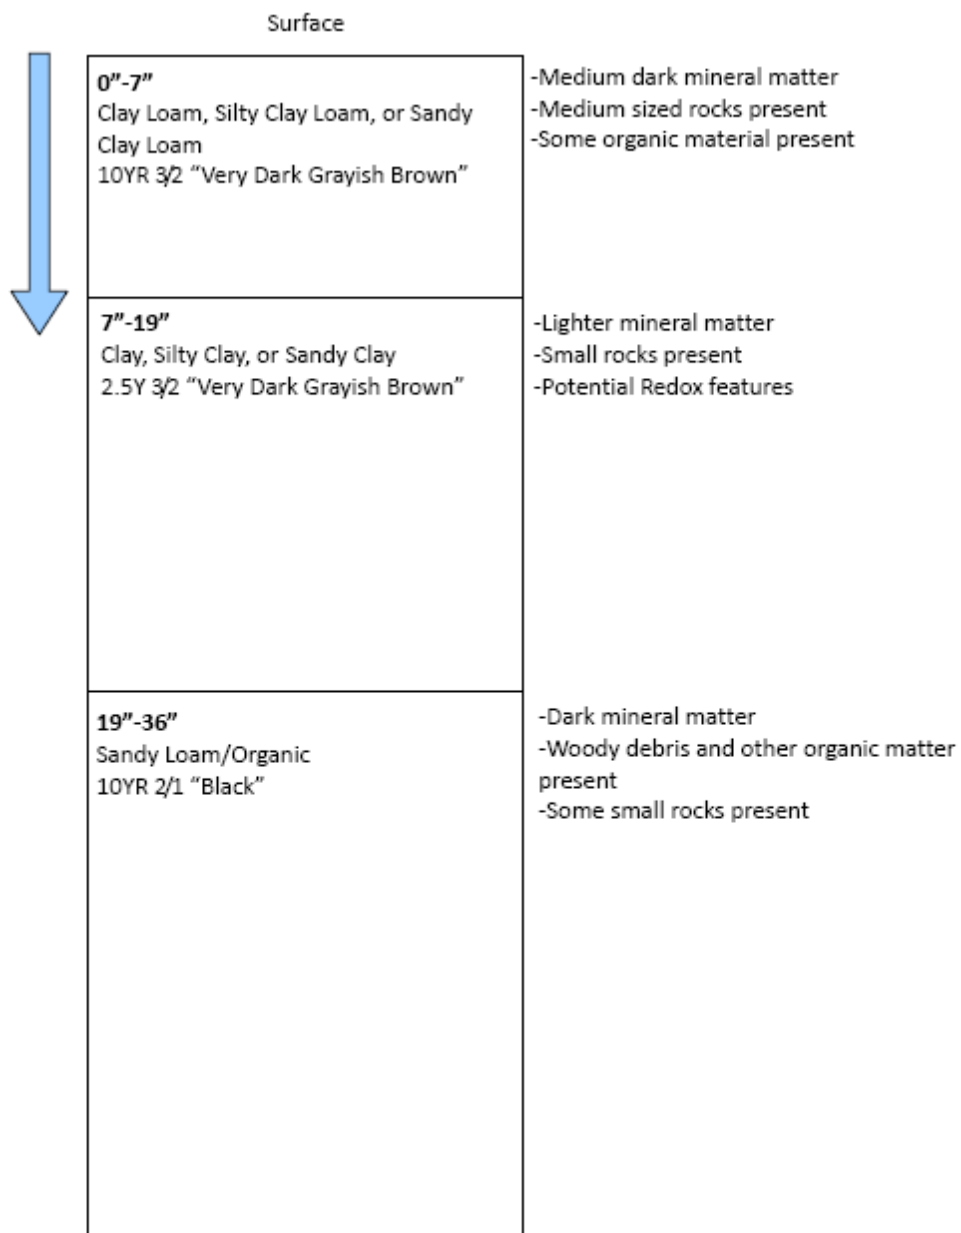 Surface
0”-7”
Clay Loam, Silty Clay Loam, or Sandy
Clay Loam
10YR 3/2 “Very Dark Grayish Brown”
-Medium dark mineral matter
-Medium sized rocks present
-Some organic material present
7”-19”
Clay, Silty Clay, or Sandy Clay
2.5Y 3/2 “Very Dark Grayish Brown”
-Lighter mineral matter
-Small rocks present
-Potential Redox features
19”-36”
Sandy Loam/Organic
10YR 2/1 “Black”
-Dark mineral matter
-Woody debris and other organic matter
present
-Some small rocks present